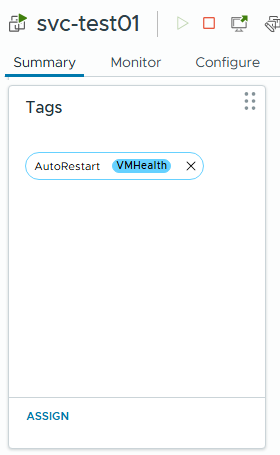 svc-test01
Summary Monitor Configure
Tags
AutoRestart VMHealth
ASSIGN